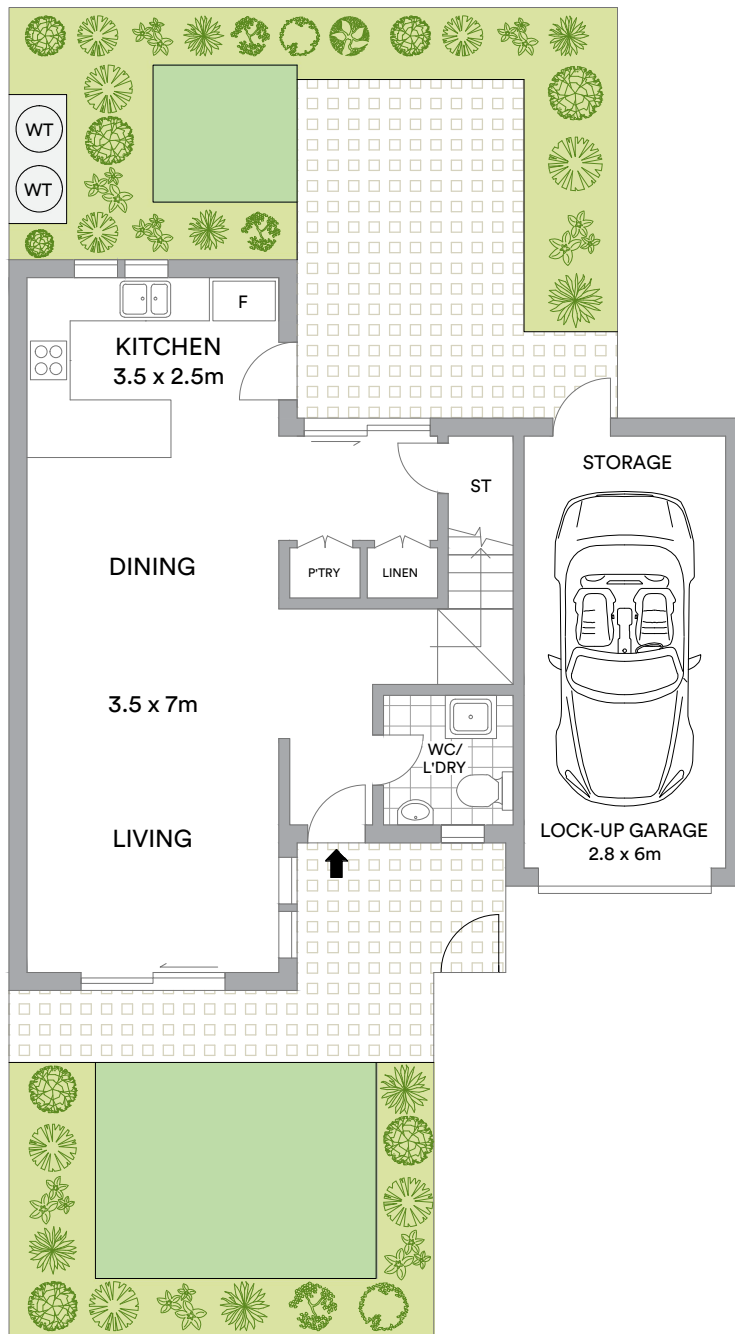 WT
WT
F
KITCHEN
3.5 x 2.5m
STORAGE
ST
DINING
P'TRY
LINEN
3.5 x 7m
WC/
L'DRY
LIVING
LOCK-UP GARAGE
2.8 x 6m